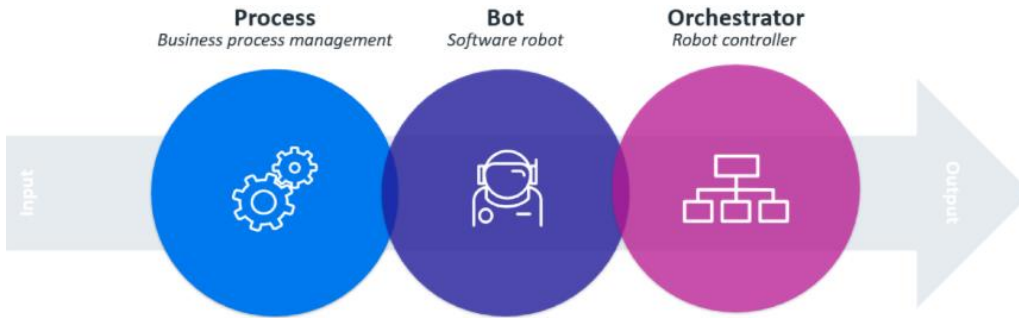 Process
Business process management
Bot
Software robot
Orchestrator
Robot controller
Input
Output